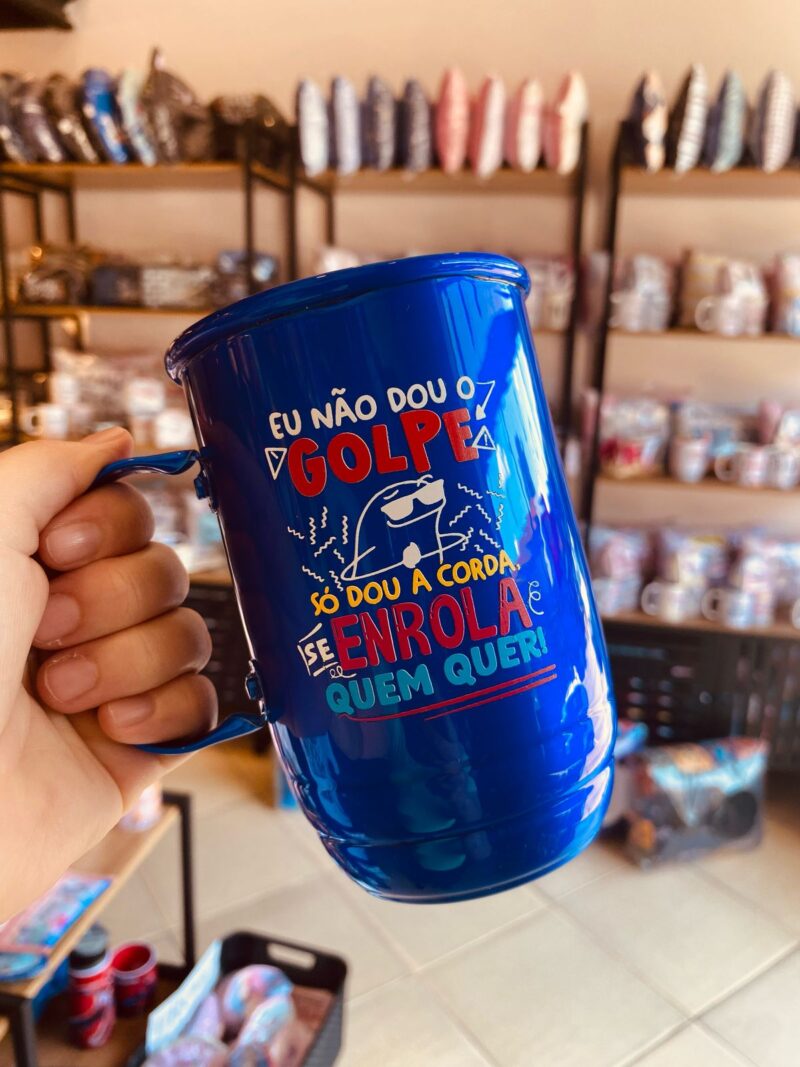 EU NÃO DOU O
GOLPE
SÓ DOU A CORDA,
SE ENROLA
QUEM QUER!